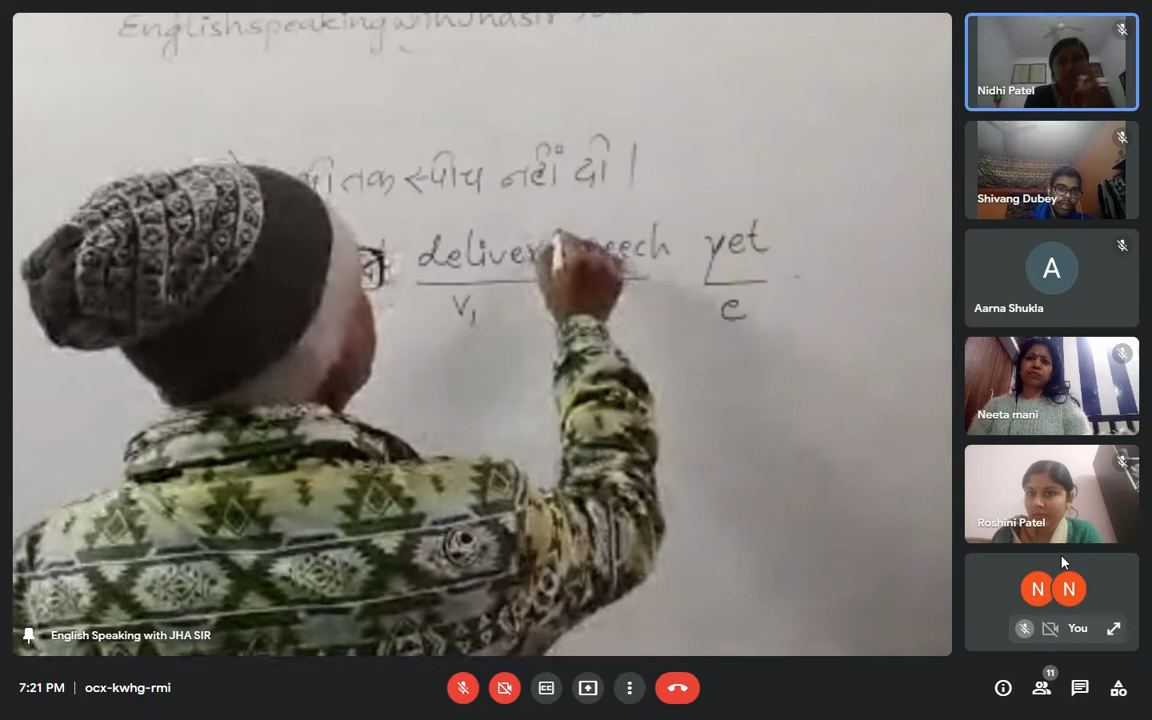 EnglishspeakingwithJhasir
तक स्पीच नहीं दी।
deliver speech yet
V₁ e
English Speaking with JHA SIR
7:21 PM | ocx-kwhg-rmi
Nidhi Patel
Shivang Dubey
A
Aarna Shukla
Neeta mani
Roshini Patel
N N
You
11